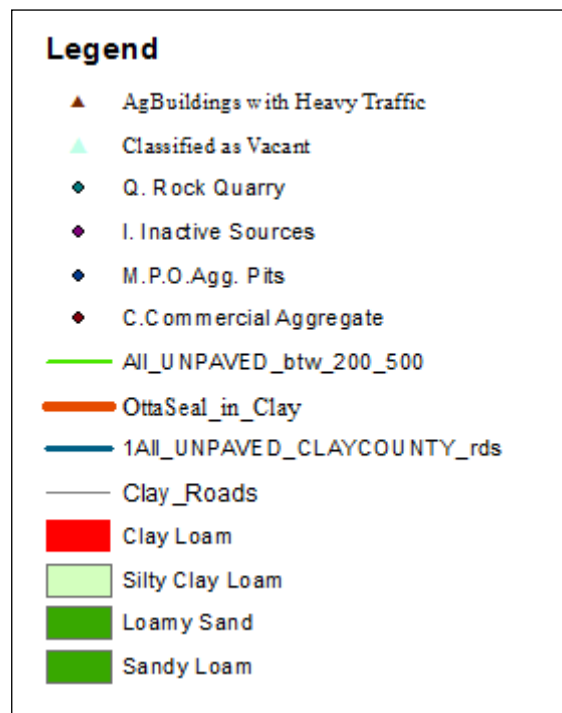 Legend
AgBuildings with Heavy Traffic
Classified as Vacant
Q. Rock Quarry
I. Inactive Sources
M.P.O.Agg. Pits
C.Commercial Aggregate
All_UNPAVED_btw_200_500
OttaSeal_in_Clay
1All_UNPAVED_CLAYCOUNTY_rds
Clay_Roads
Clay Loam
Silty Clay Loam
Loamy Sand
Sandy Loam